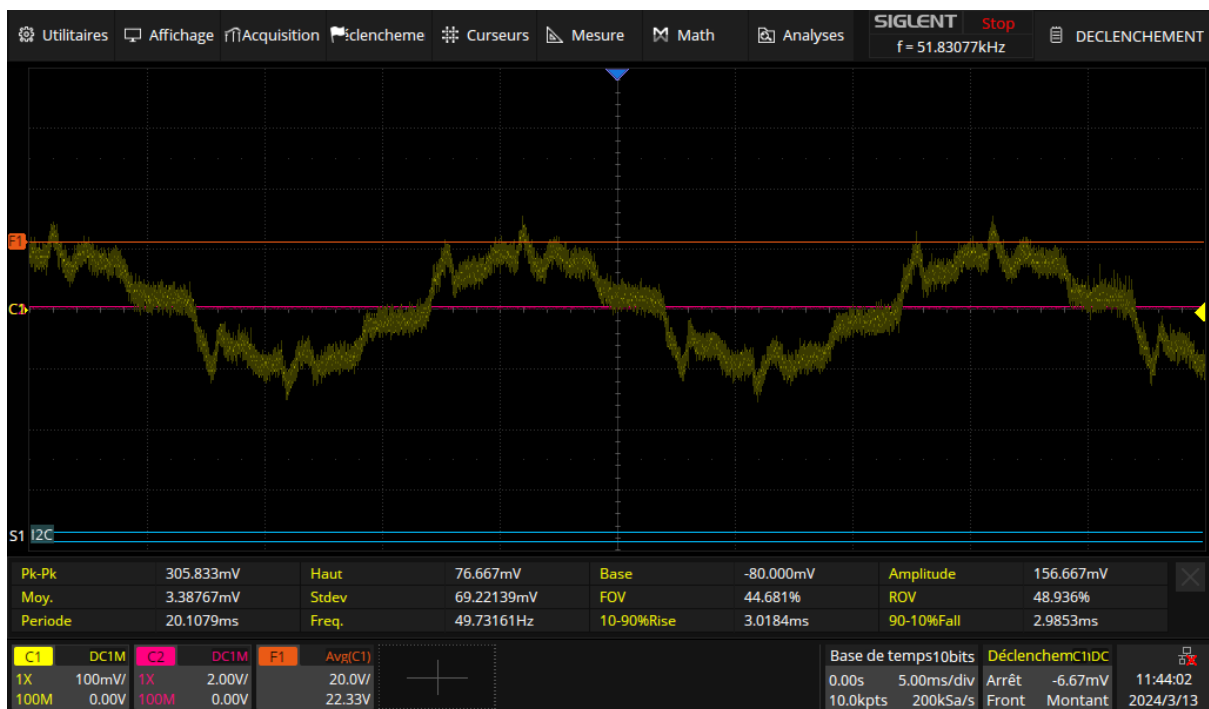 Utilitaires Affichage Acquisition clencheme Curseurs Mesure Math Analyses SIGLENT Stop DECLENCHEMENT
f = 51.83077kHz
F1
C1
S1 I2C
Pk-Pk 305.833mV Haut 76.667mV Base -80.000mV Amplitude 156.667mV
Moy. 3.38767mV Stdev 69.22139mV FOV 44.681% ROV 48.936%
Periode 20.1079ms Freq. 49.73161Hz 10-90%Rise 3.0184ms 90-10%Fall 2.9853ms
C1 DC1M C2 DC1M F1 Avg(C1) Base de temps 10bits Déclenchem C1 DC
1X 100mV/ 1X 2.00V/ 20.0V/ 0.00s 5.00ms/div Arrêt -6.67mV 11:44:02
100M 0.00V 100M 0.00V 22.33V 10.0kpts 200kSa/s Front Montant 2024/3/13